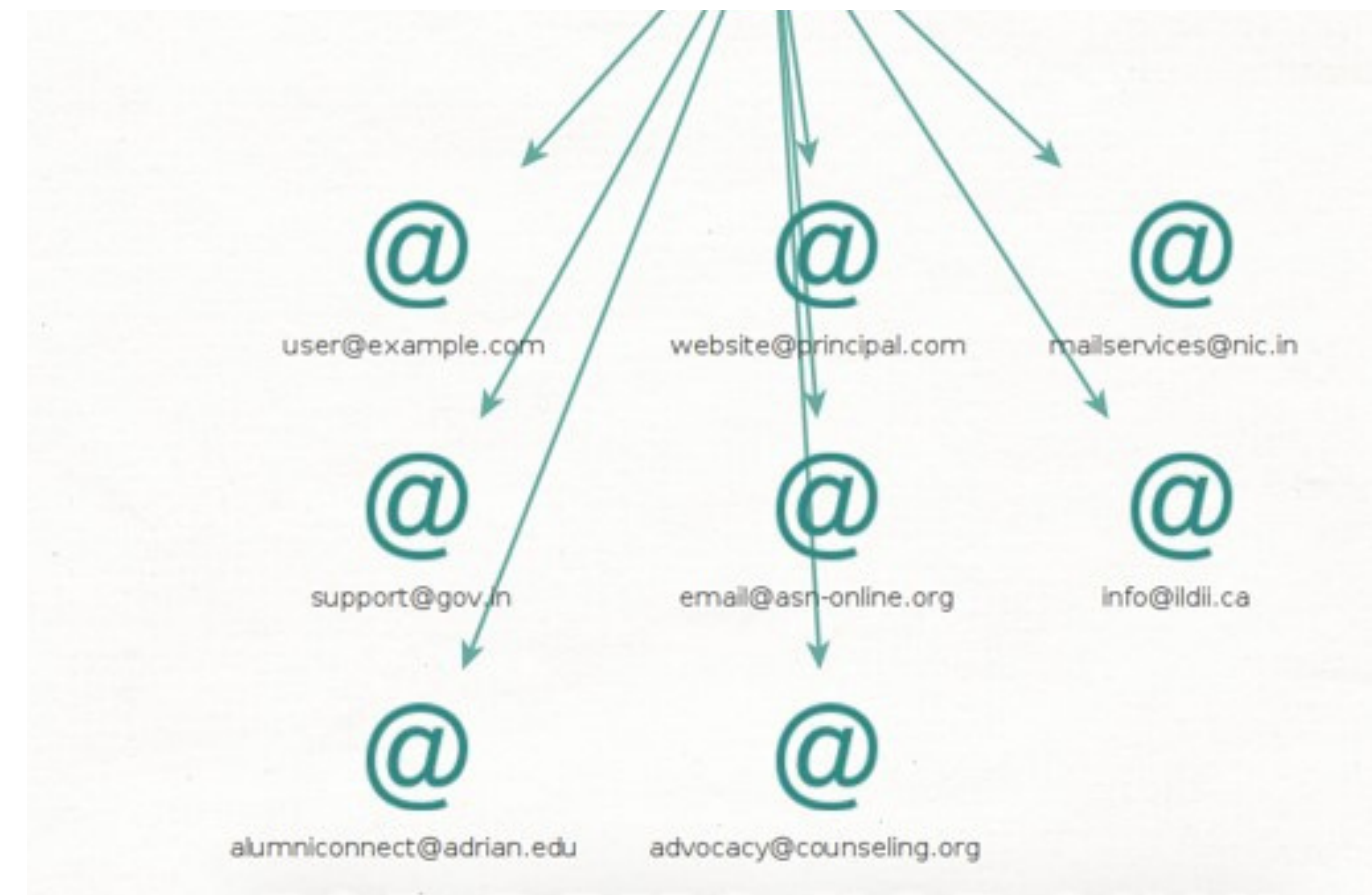 @ @ @
user@example.com website@principal.com mailservices@nic.in
@ @ @
support@gov.in email@asn-online.org info@ildii.ca
@ @
alumniconnect@adrian.edu advocacy@counseling.org